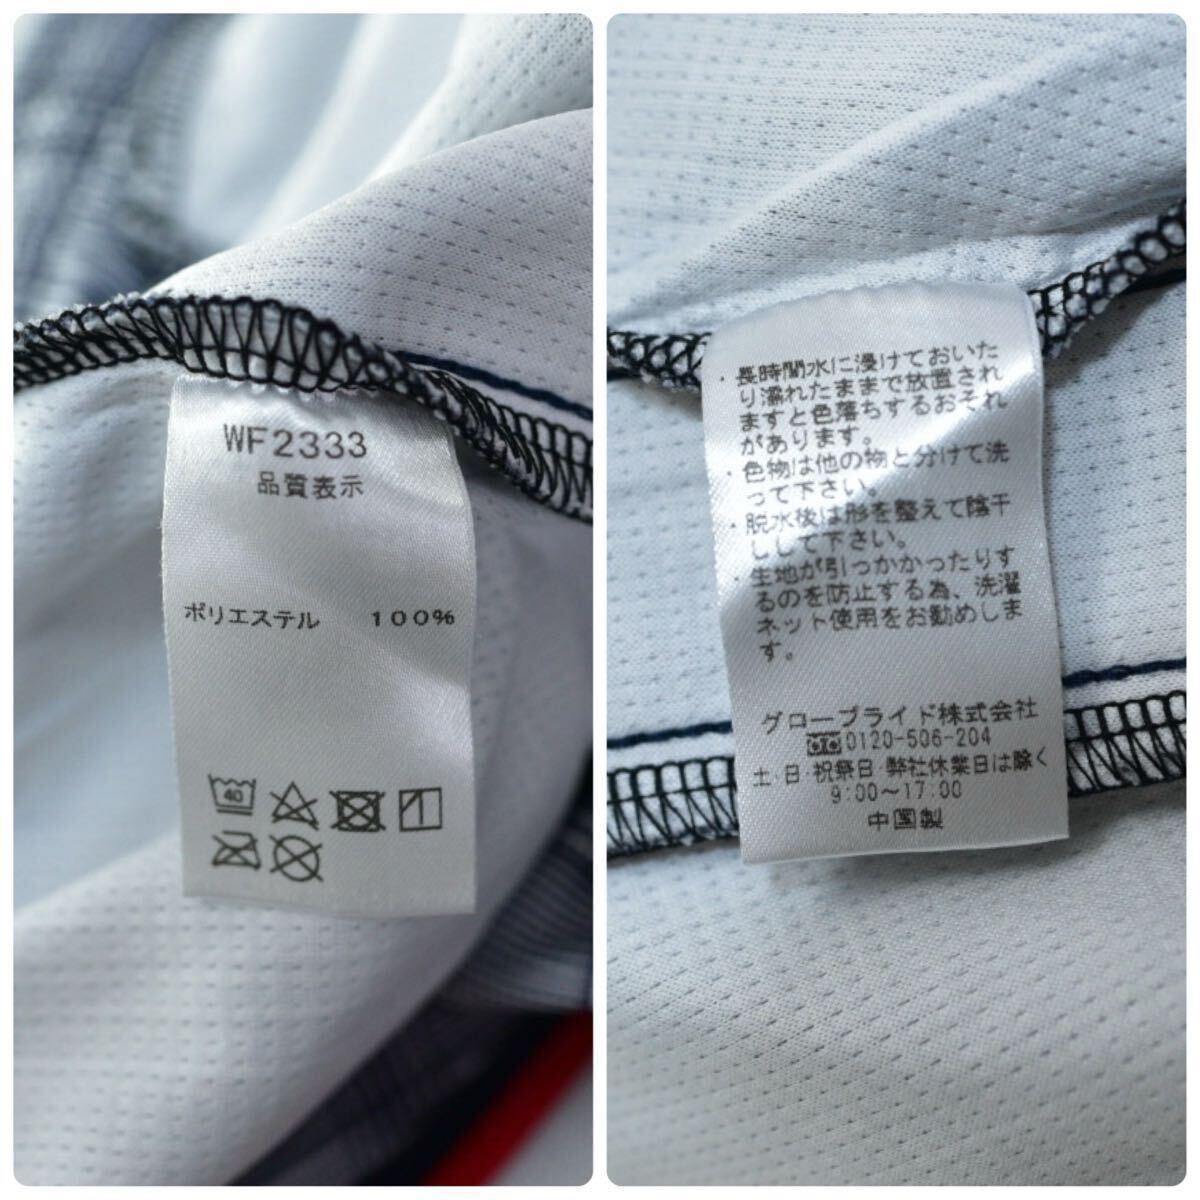 WF2333
品質表示
ポリエステル 100%
40
・長時間水に浸けておいた
り濡れたままで放置され
ますと色落ちするおそれ
があります。
・色物は他の物と分けて洗
って下さい。
・脱水後は形を整えて陰干
しして下さい。
・生地が引っかかったりす
るのを防止する為、洗濯
ネット使用をお勧めしま
す。
グローブライド株式会社
0120-506-204
土・日・祝祭日・弊社休業日は除く
9:00～17:00
中国製